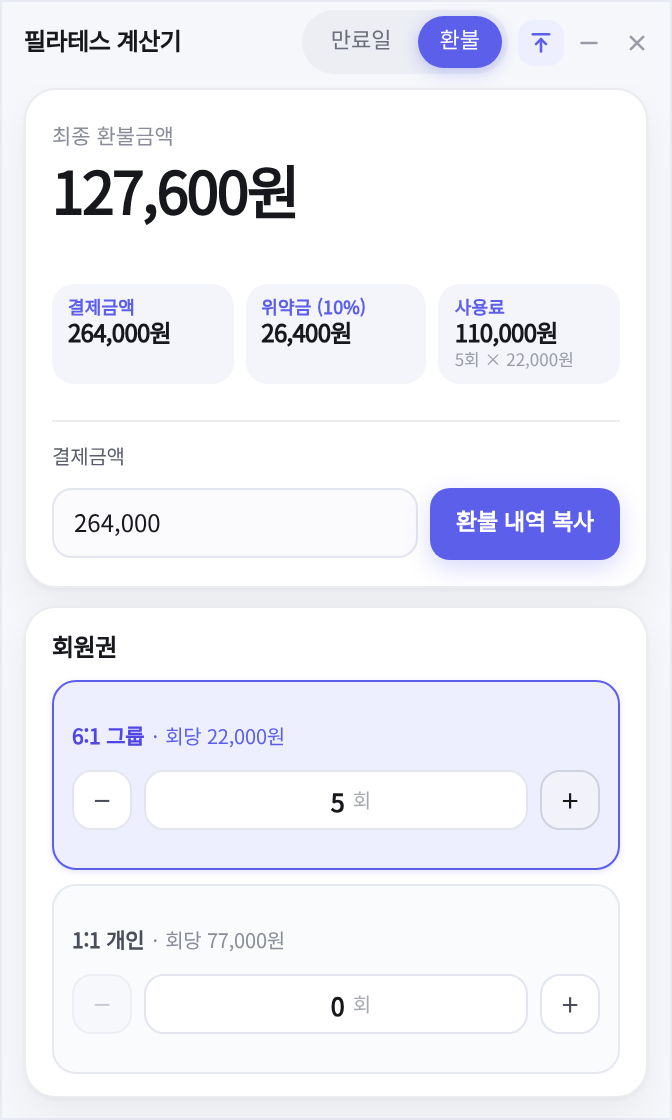 필라테스 계산기
만료일
환불
최종 환불금액
127,600원
결제금액
264,000원
위약금 (10%)
26,400원
사용료
110,000원
5회 × 22,000원
결제금액
264,000
환불 내역 복사
회원권
6:1 그룹 · 회당 22,000원
− 5 회 +
1:1 개인 · 회당 77,000원
− 0 회 +